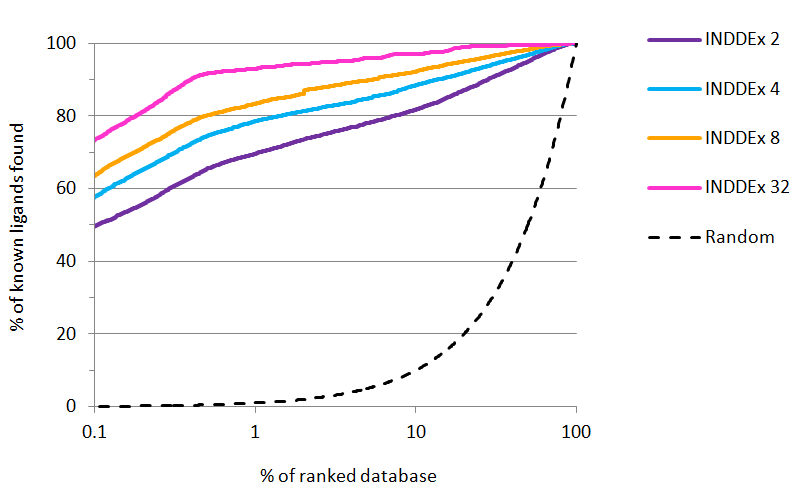 100
80
60
40
20
0
% of known ligands found
0.1
1
10
100
% of ranked database
INDDEx 2
INDDEx 4
INDDEx 8
INDDEx 32
Random